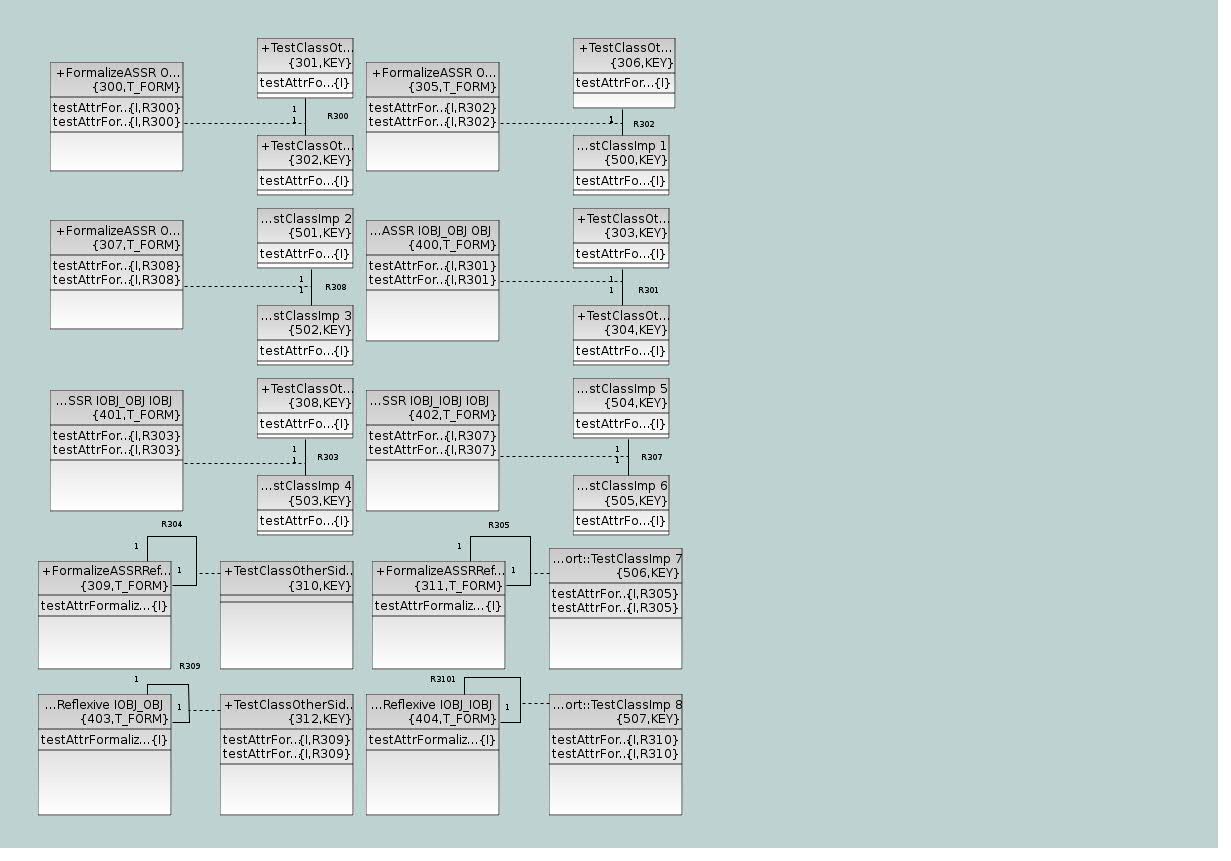 +FormalizeASSR O...
{300,T_FORM}
testAttrFor...{I,R300}
testAttrFor...{I,R300}
+TestClassOt...
{301,KEY}
testAttrFo...{I}
1
1
R300
+TestClassOt...
{302,KEY}
testAttrFo...{I}
+FormalizeASSR O...
{305,T_FORM}
testAttrFor...{I,R302}
testAttrFor...{I,R302}
+TestClassOt...
{306,KEY}
testAttrFor...{I}
1
R302
...stClassImp 1
{500,KEY}
testAttrFo...{I}
+FormalizeASSR O...
{307,T_FORM}
testAttrFor...{I,R308}
testAttrFor...{I,R308}
...stClassImp 2
{501,KEY}
testAttrFo...{I}
1
1
R308
...stClassImp 3
{502,KEY}
testAttrFo...{I}
...ASSR IOBJ_OBJ OBJ
{400,T_FORM}
testAttrFor...{I,R301}
testAttrFor...{I,R301}
+TestClassOt...
{303,KEY}
testAttrFo...{I}
1
1
R301
+TestClassOt...
{304,KEY}
testAttrFo...{I}
...SSR IOBJ_OBJ IOBJ
{401,T_FORM}
testAttrFor...{I,R303}
testAttrFor...{I,R303}
+TestClassOt...
{308,KEY}
testAttrFo...{I}
1
1
R303
...stClassImp 4
{503,KEY}
testAttrFo...{I}
...SSR IOBJ_IOBJ IOBJ
{402,T_FORM}
testAttrFor...{I,R307}
testAttrFor...{I,R307}
...stClassImp 5
{504,KEY}
testAttrFo...{I}
1
1
R307
...stClassImp 6
{505,KEY}
testAttrFo...{I}
R304
1
+FormalizeASSRRef...
{309,T_FORM}
testAttrFormaliz...{I}
1
+TestClassOtherSid...
{310,KEY}
R305
1
+FormalizeASSRRef...
{311,T_FORM}
testAttrFormaliz...{I}
1
...ort::TestClassImp 7
{506,KEY}
testAttrFor...{I,R305}
testAttrFor...{I,R305}
R309
1
...Reflexive IOBJ_OBJ
{403,T_FORM}
testAttrFormaliz...{I}
1
+TestClassOtherSid...
{312,KEY}
testAttrFor...{I,R309}
testAttrFor...{I,R309}
R3101
...Reflexive IOBJ_IOBJ
{404,T_FORM}
testAttrFormaliz...{I}
1
...ort::TestClassImp 8
{507,KEY}
testAttrFor...{I,R310}
testAttrFor...{I,R310}